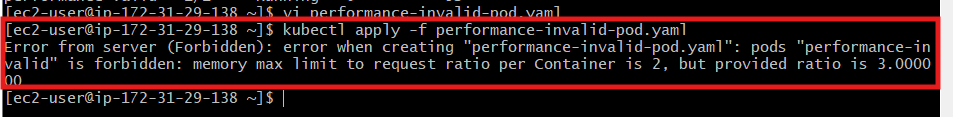 [ec2-user@ip-172-31-29-138 ~]$ vi performance-invalid-pod.yaml
[ec2-user@ip-172-31-29-138 ~]$ kubectl apply -f performance-invalid-pod.yaml
Error from server (Forbidden): error when creating "performance-invalid-pod.yaml": pods "performance-in
valid" is forbidden: memory max limit to request ratio per Container is 2, but provided ratio is 3.0000
00
[ec2-user@ip-172-31-29-138 ~]$